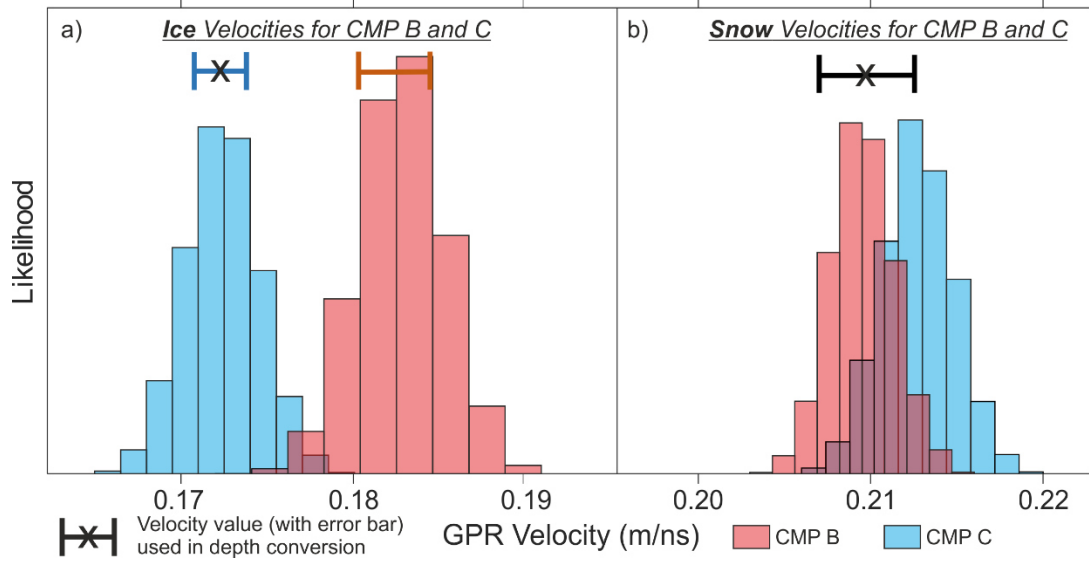 a)
Ice Velocities for CMP B and C
b)
Snow Velocities for CMP B and C
Likelihood
0.17
0.18
0.19
0.20
0.21
0.22
Velocity value (with error bar)
used in depth conversion
GPR Velocity (m/ns)
CMP B
CMP C